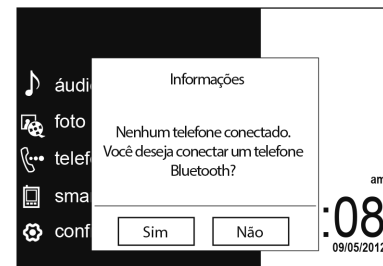 áudi
foto
telef
sma
conf
Informações
Nenhum telefone conectado.
Você deseja conectar um telefone
Bluetooth?
Sim
Não
am
:08
09/05/2012